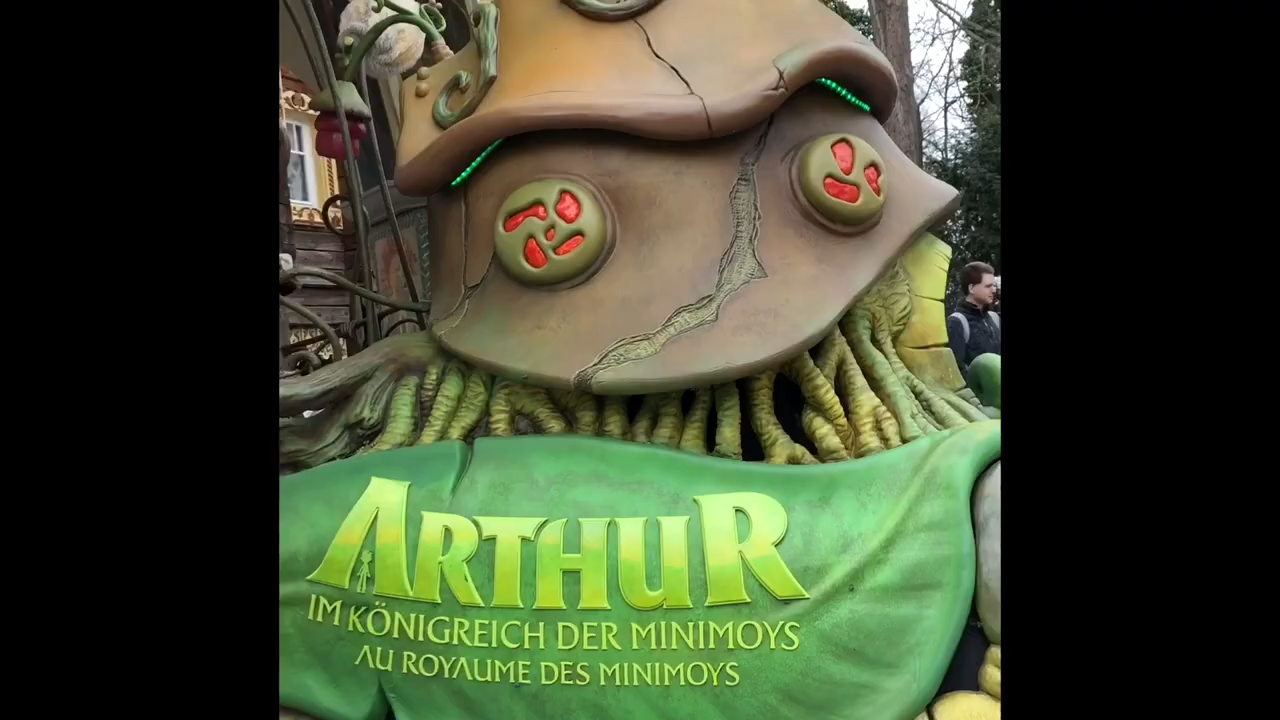 ARTHUR
IM KÖNIGREICH DER MINIMOYS
AU ROYAUME DES MINIMOYS